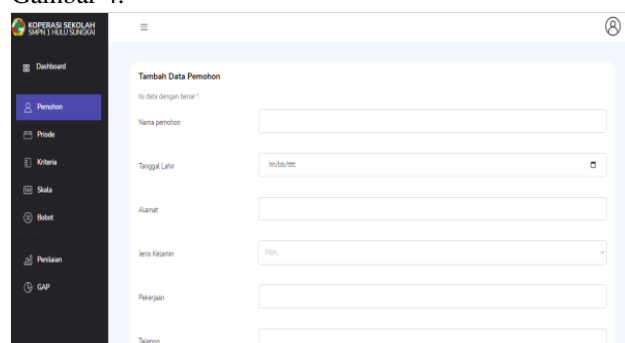 Gambar 4.
KOPERASI SEKOLAH
SMPN 1 HULU SUNGKAI
Dashboard
Pemohon
Priode
Kriteria
Skala
Bobot
Penilaian
GAP
Tambah Data Pemohon
Isi data dengan benar !
Nama pemohon
Tanggal Lahir
hh/bb/tttt
Alamat
Jenis Kelamin
Pilih..
Pekerjaan
Telepon